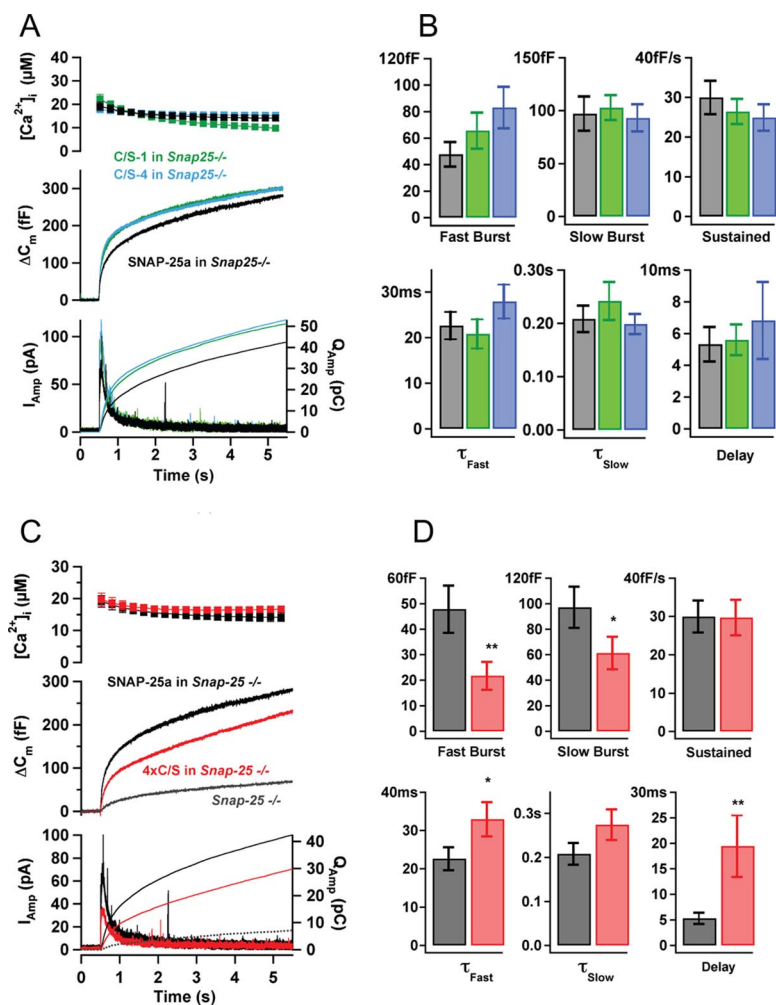 A
40
30
20
10
0
[Ca2+]i (µM)
C/S-1 in Snap25-/-
C/S-4 in Snap25-/-
300
200
100
0
ΔCm (fF)
SNAP-25a in Snap25-/-
100
50
0
IAmp (pA)
50
40
30
20
10
0
QAmp (pC)
0 1 2 3 4 5
Time (s)
B
120fF
100
80
60
40
20
0
Fast Burst
150fF
100
50
0
Slow Burst
40fF/s
30
20
10
0
Sustained
30ms
20
10
0
τFast
0.30s
0.20
0.10
0.00
τSlow
10ms
8
6
4
2
0
Delay
C
30
20
10
0
[Ca2+]i (µM)
SNAP-25a in Snap-25 -/-
300
200
100
0
ΔCm (fF)
4xC/S in Snap-25 -/-
Snap-25 -/-
100
80
60
40
20
0
IAmp (pA)
40
30
20
10
0
QAmp (pC)
0 1 2 3 4 5
Time (s)
D
60fF
50
40
30
20
10
0
**
Fast Burst
120fF
100
80
60
40
20
0
*
Slow Burst
40fF/s
30
20
10
0
Sustained
40ms
30
20
10
0
*
τFast
0.3s
0.2
0.1
0.0
τSlow
30ms
25
20
15
10
5
0
**
Delay